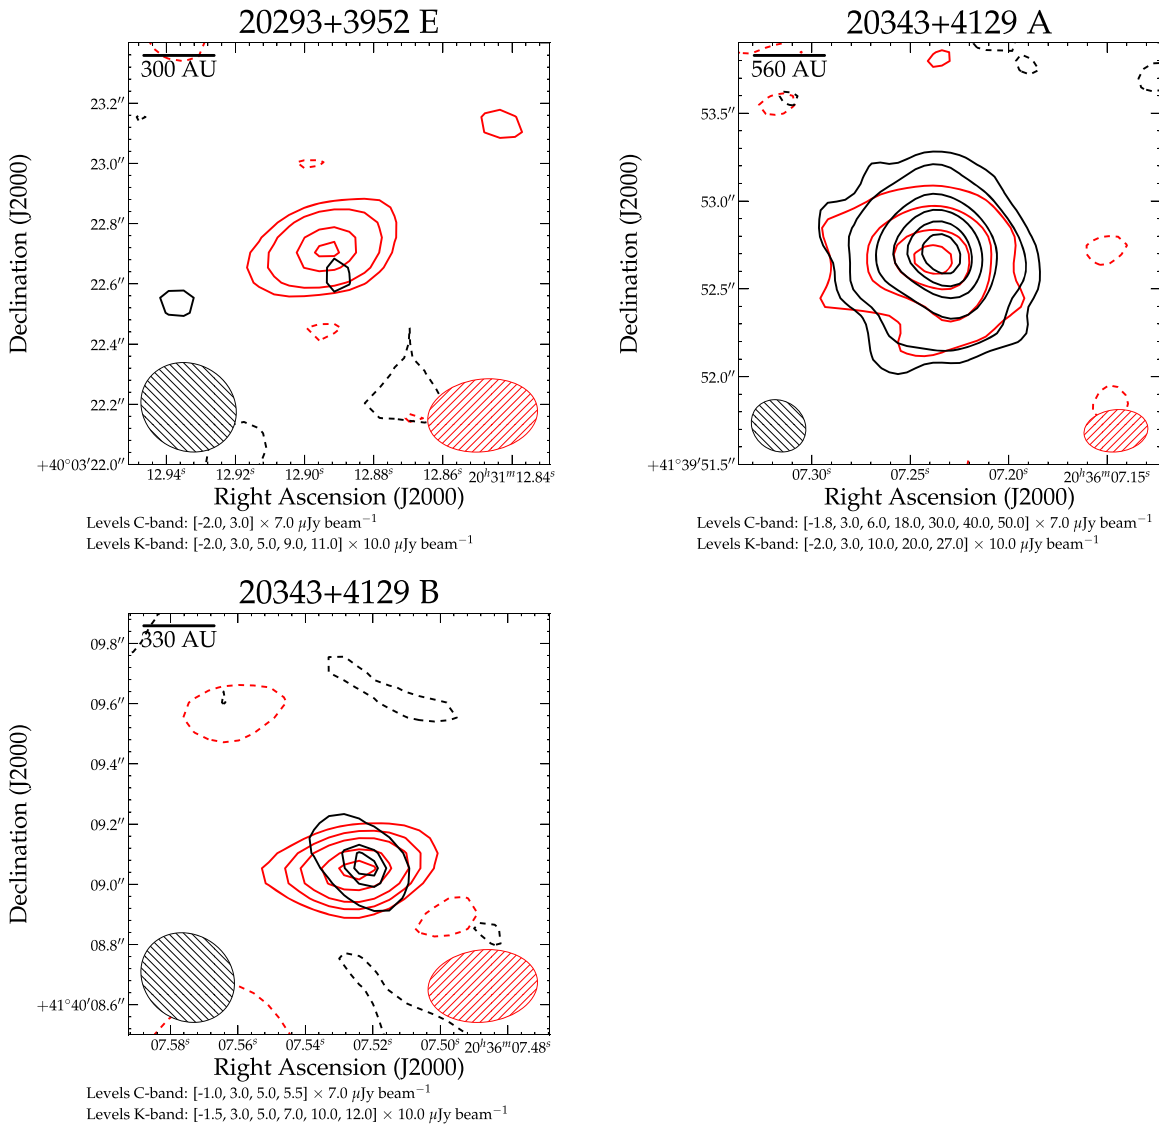 20293+3952 E
300 AU
Declination (J2000)
23.2″
23.0″
22.8″
22.6″
22.4″
22.2″
+40°03′22.0″
12.94ˢ 12.92ˢ 12.90ˢ 12.88ˢ 12.86ˢ 20ʰ31ᵐ12.84ˢ
Right Ascension (J2000)
Levels C-band: [-2.0, 3.0] × 7.0 μJy beam⁻¹
Levels K-band: [-2.0, 3.0, 5.0, 9.0, 11.0] × 10.0 μJy beam⁻¹
20343+4129 A
560 AU
Declination (J2000)
53.5″
53.0″
52.5″
52.0″
+41°39′51.5″
07.30ˢ 07.25ˢ 07.20ˢ 20ʰ36ᵐ07.15ˢ
Right Ascension (J2000)
Levels C-band: [-1.8, 3.0, 6.0, 18.0, 30.0, 40.0, 50.0] × 7.0 μJy beam⁻¹
Levels K-band: [-2.0, 3.0, 10.0, 20.0, 27.0] × 10.0 μJy beam⁻¹
20343+4129 B
330 AU
Declination (J2000)
09.8″
09.6″
09.4″
09.2″
09.0″
08.8″
+41°40′08.6″
07.58ˢ 07.56ˢ 07.54ˢ 07.52ˢ 07.50ˢ 20ʰ36ᵐ07.48ˢ
Right Ascension (J2000)
Levels C-band: [-1.0, 3.0, 5.0, 5.5] × 7.0 μJy beam⁻¹
Levels K-band: [-1.5, 3.0, 5.0, 7.0, 10.0, 12.0] × 10.0 μJy beam⁻¹